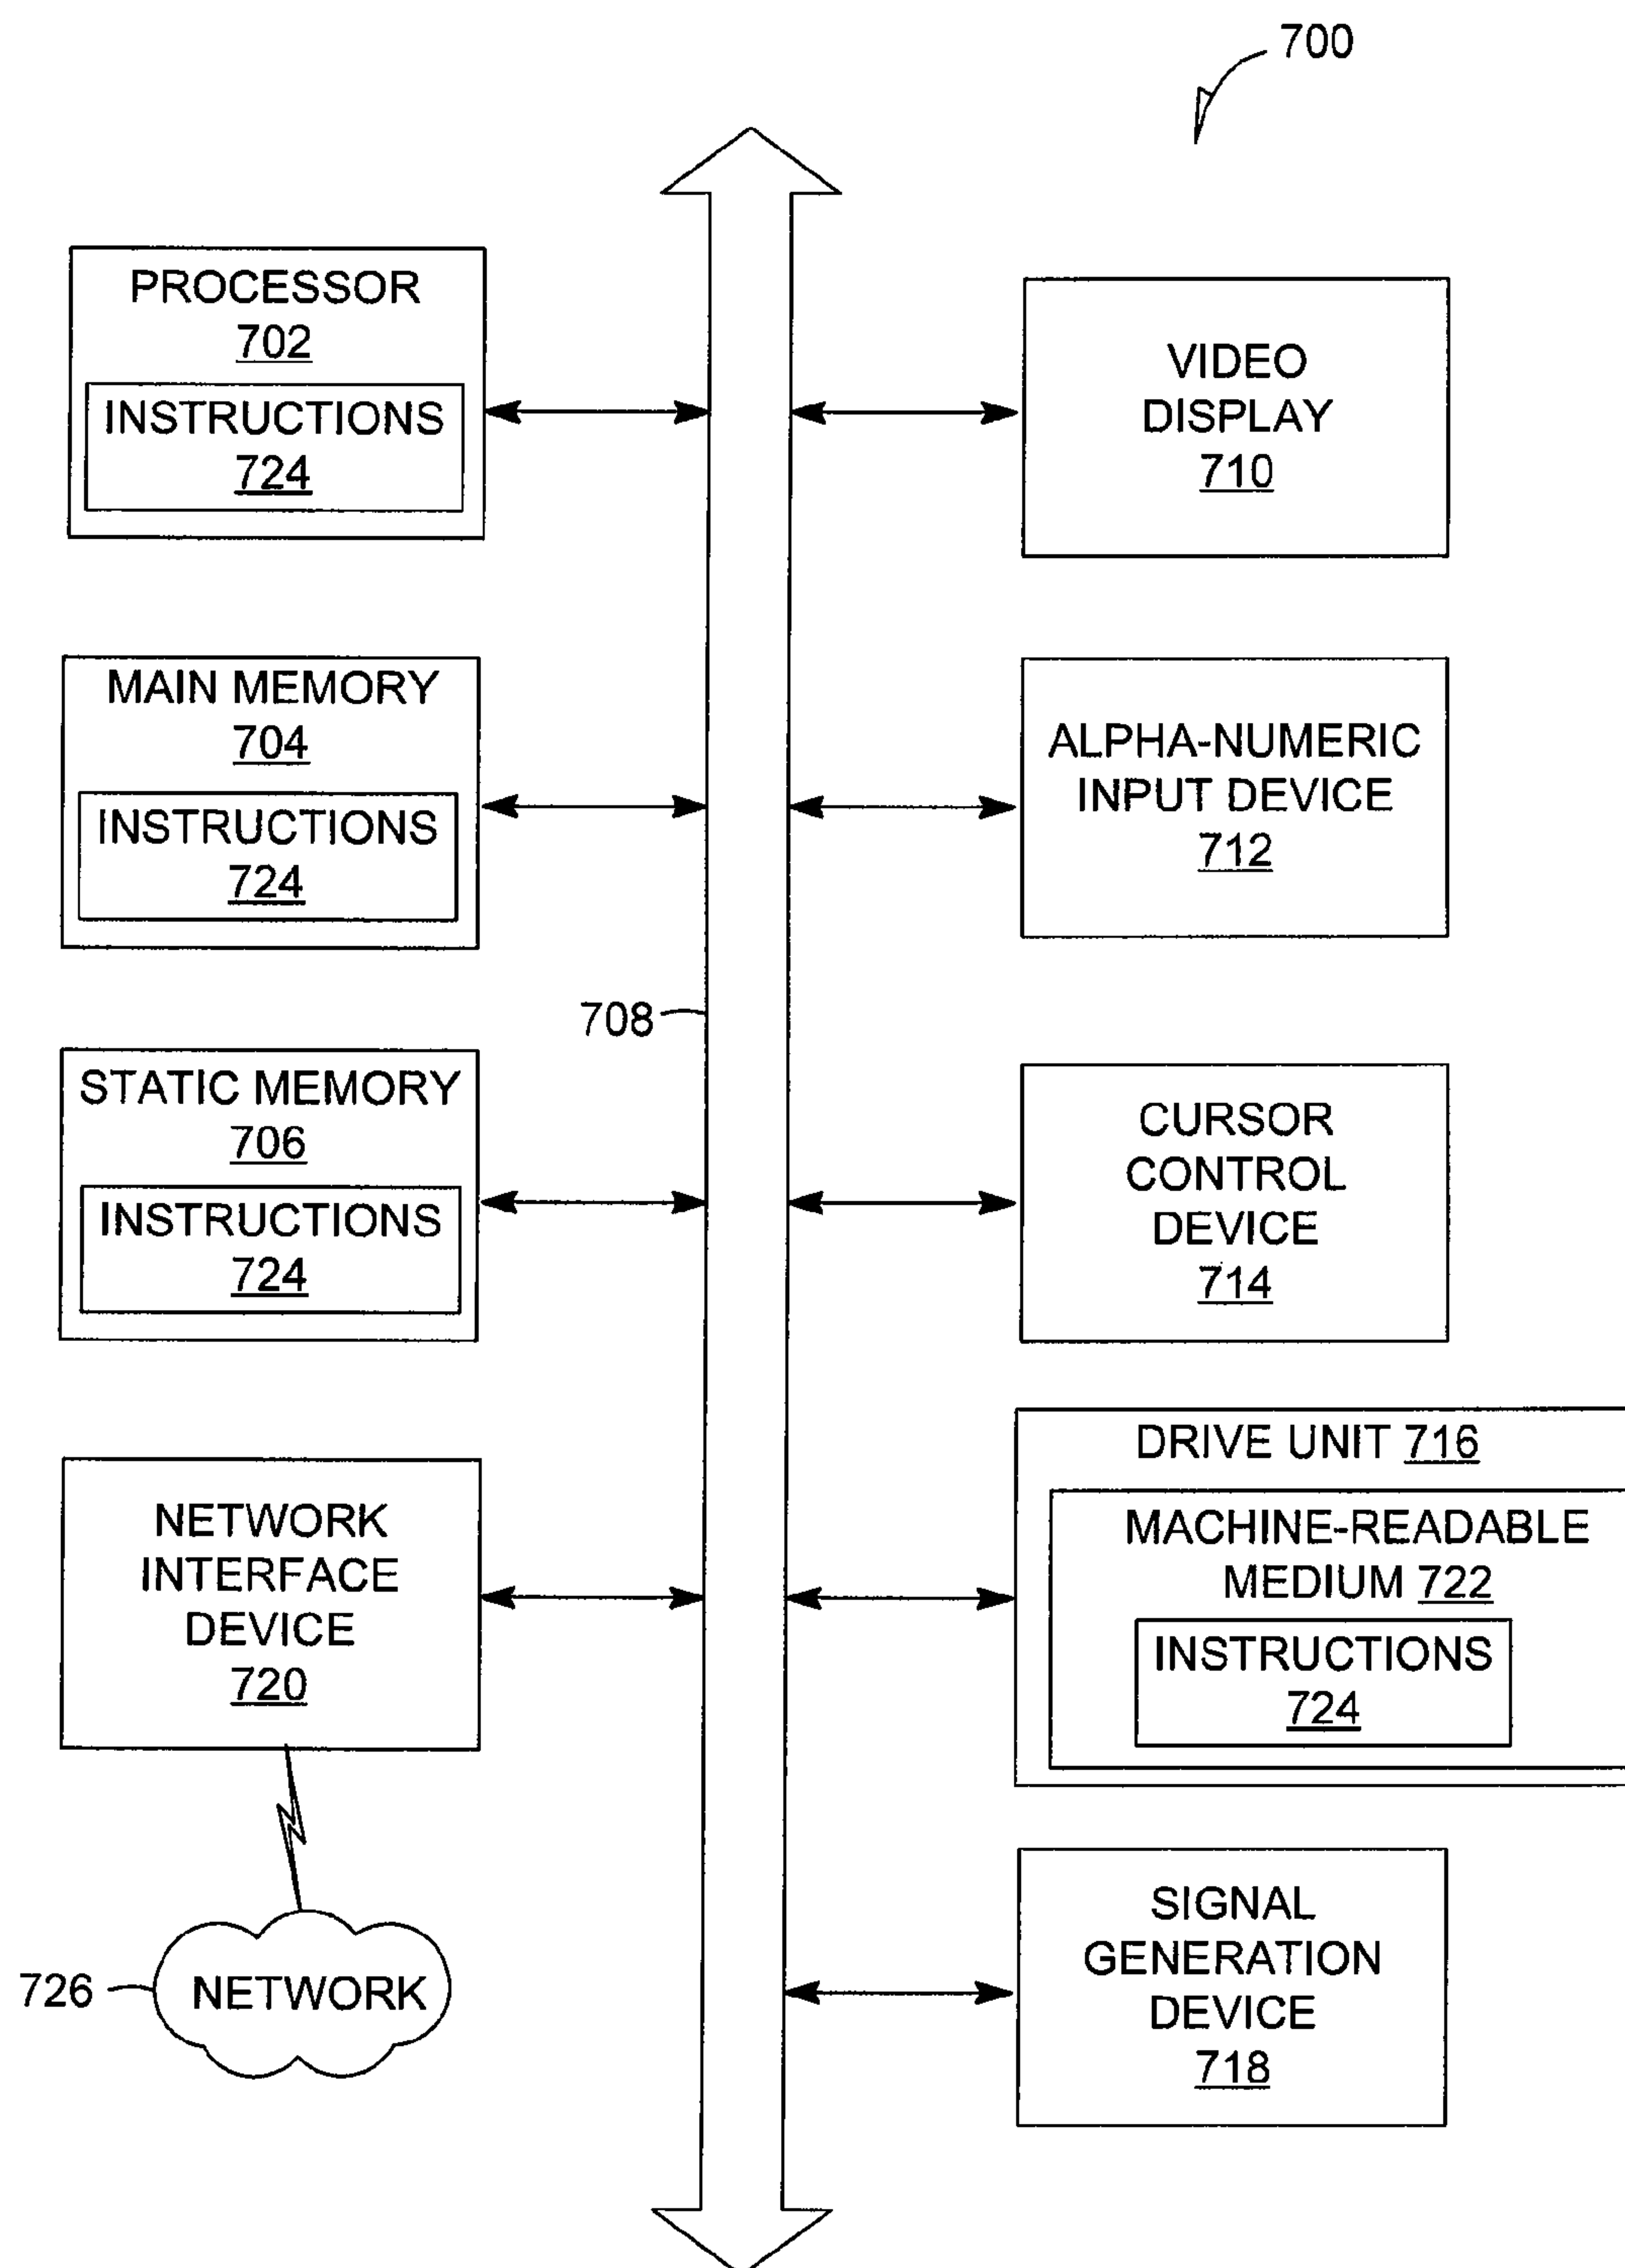 700
PROCESSOR
702
INSTRUCTIONS
724
VIDEO
DISPLAY
710
MAIN MEMORY
704
INSTRUCTIONS
724
ALPHA-NUMERIC
INPUT DEVICE
712
708
STATIC MEMORY
706
INSTRUCTIONS
724
CURSOR
CONTROL
DEVICE
714
NETWORK
INTERFACE
DEVICE
720
DRIVE UNIT 716
MACHINE-READABLE
MEDIUM 722
INSTRUCTIONS
724
726
NETWORK
SIGNAL
GENERATION
DEVICE
718